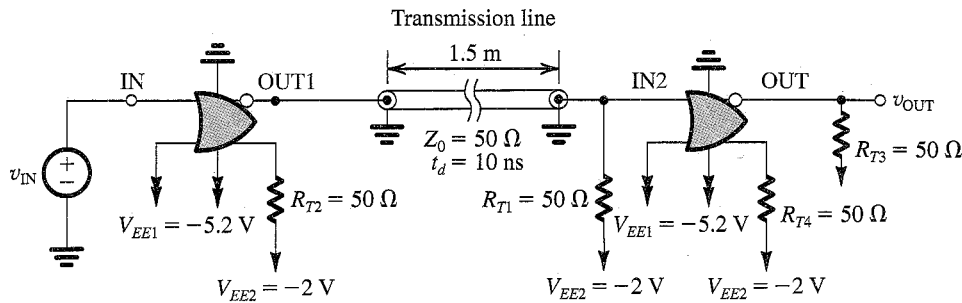 Transmission line
1.5 m
IN
OUT1
IN2
OUT
v_OUT
Z_0 = 50 Ω
t_d = 10 ns
R_T3 = 50 Ω
v_IN
+
−
R_T2 = 50 Ω
R_T1 = 50 Ω
R_T4 = 50 Ω
V_EE1 = −5.2 V
V_EE1 = −5.2 V
V_EE2 = −2 V
V_EE2 = −2 V
V_EE2 = −2 V